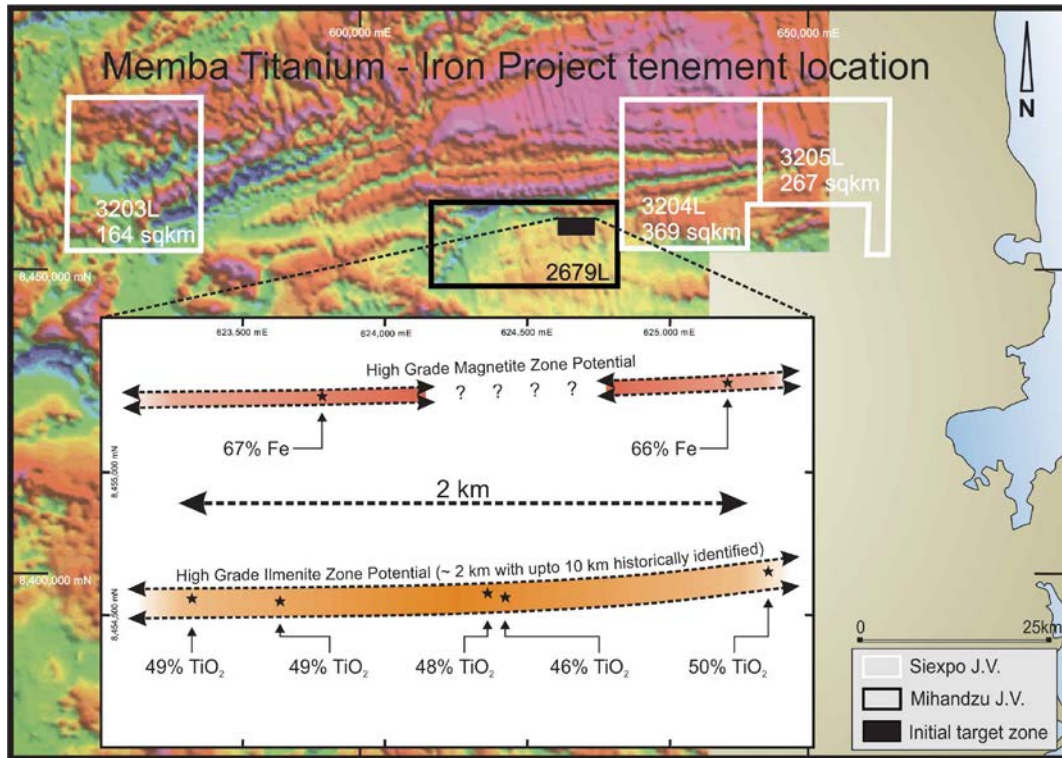 600,000 mE
650,000 mE
Memba Titanium - Iron Project tenement location
N
3203L
164 sqkm
3204L
369 sqkm
3205L
267 sqkm
2679L
8,450,000 mN
623,500 mE
624,000 mE
624,500 mE
625,000 mE
High Grade Magnetite Zone Potential
? ? ? ?
67% Fe
66% Fe
8,455,000 mN
2 km
8,400,000 mN
High Grade Ilmenite Zone Potential (~ 2 km with upto 10 km historically identified)
8,454,500 mN
49% TiO₂
49% TiO₂
48% TiO₂
46% TiO₂
50% TiO₂
0
25km
Siexpo J.V.
Mihandzu J.V.
Initial target zone